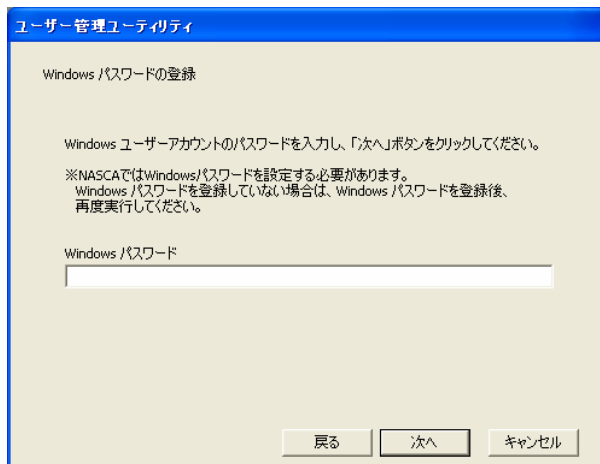 ユーザー管理ユーティリティ
Windows パスワードの登録
Windows ユーザーアカウントのパスワードを入力し、「次へ」ボタンをクリックしてください。
※NASCAではWindowsパスワードを設定する必要があります。
Windows パスワードを登録していない場合は、Windows パスワードを登録後、
再度実行してください。
Windows パスワード
戻る
次へ
キャンセル